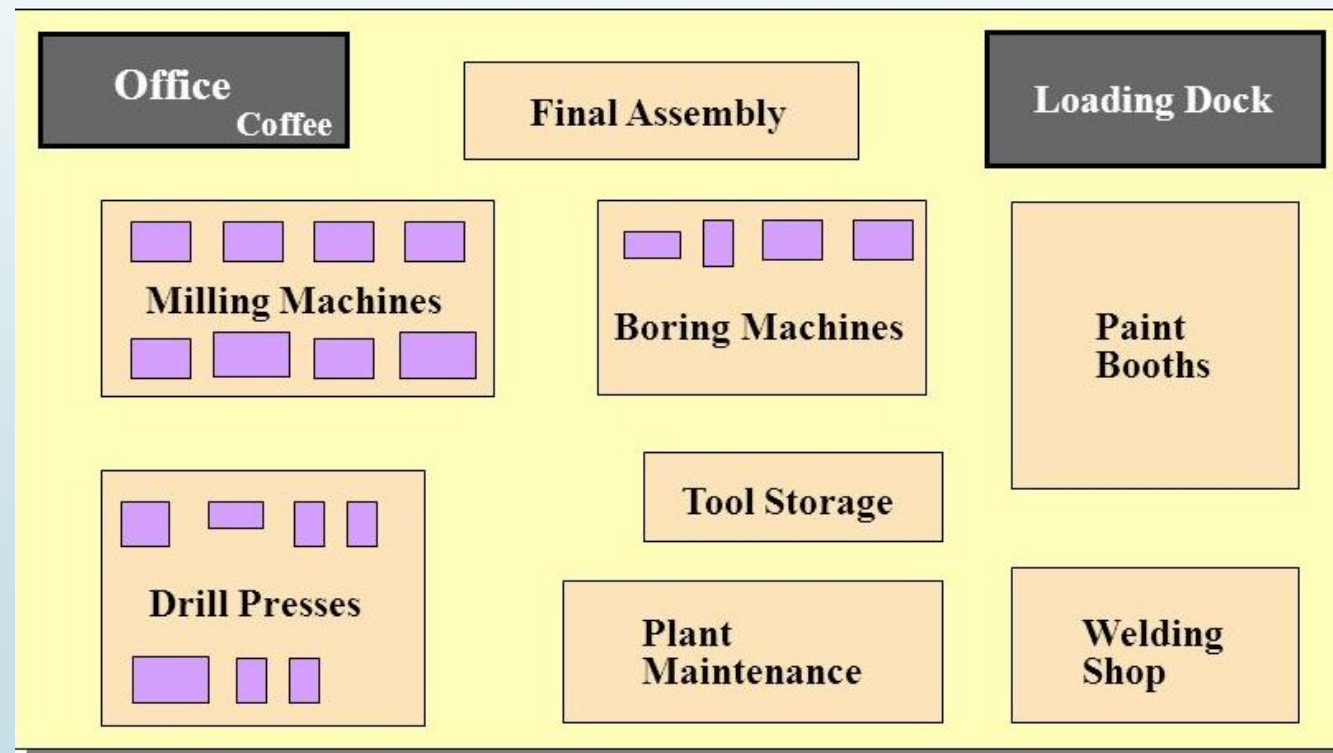 Office
Coffee
Final Assembly
Loading Dock
Milling Machines
Boring Machines
Paint
Booths
Tool Storage
Drill Presses
Plant
Maintenance
Welding
Shop